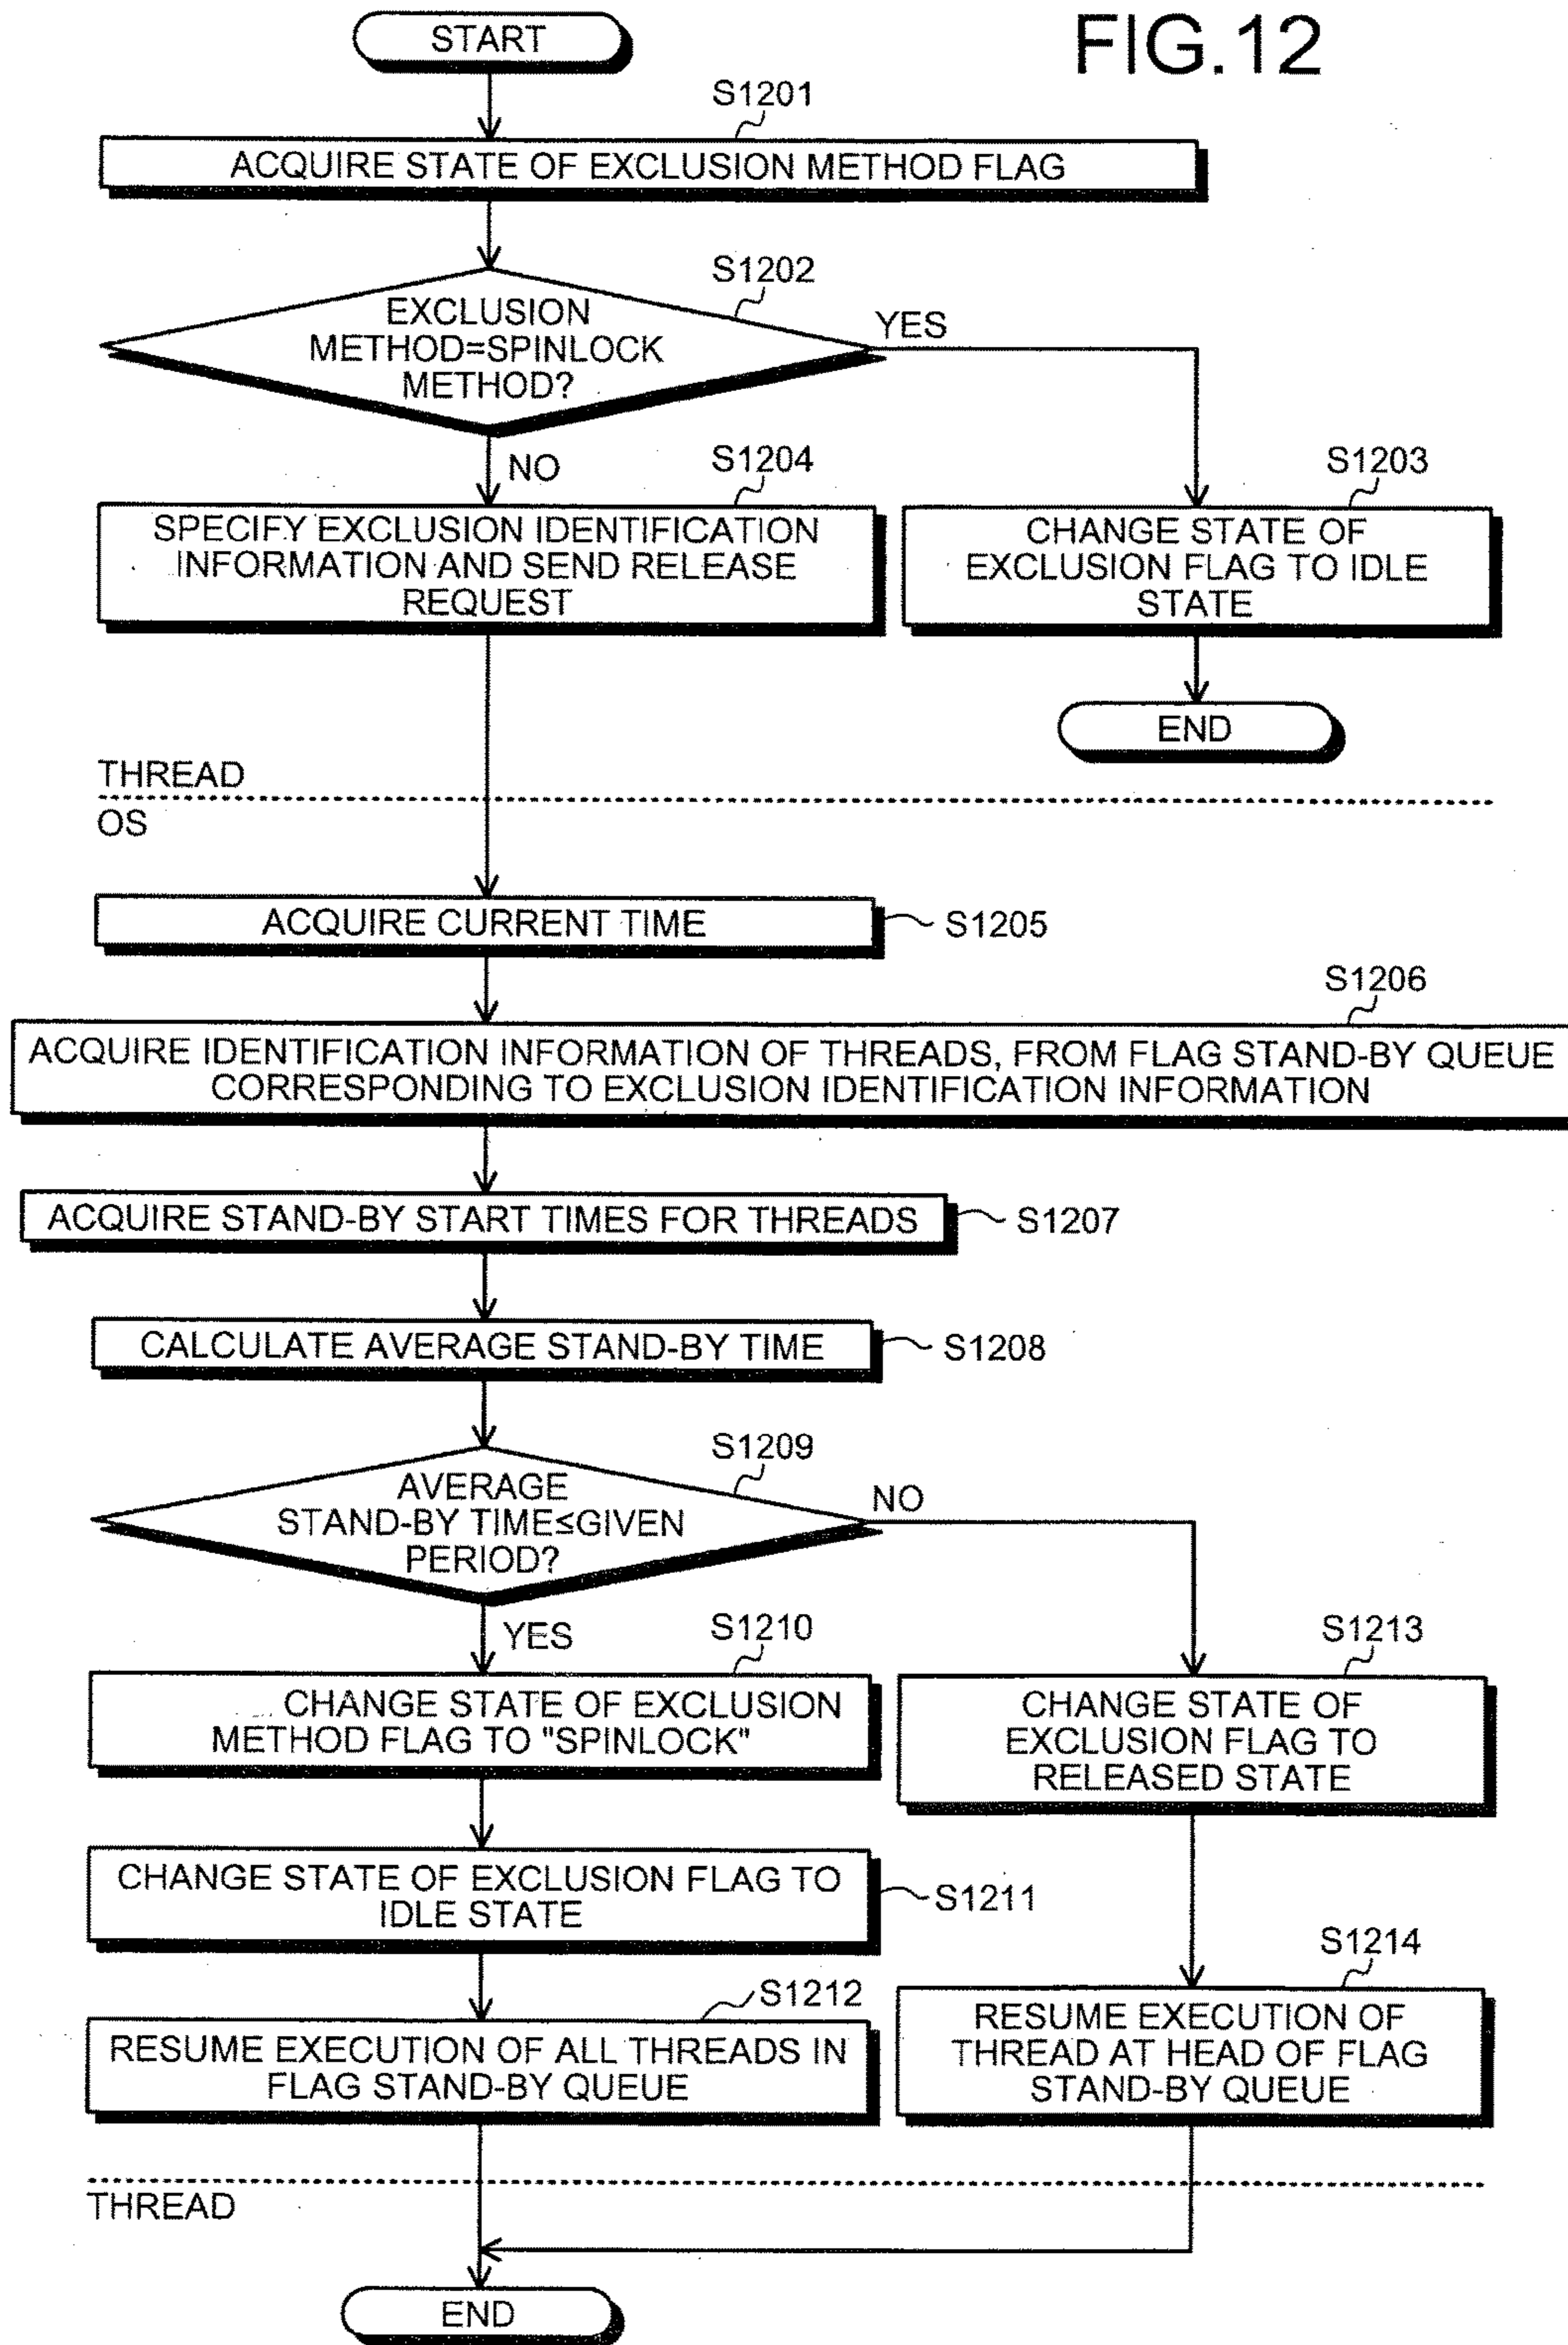 FIG.12
START
S1201
ACQUIRE STATE OF EXCLUSION METHOD FLAG
S1202
EXCLUSION
METHOD=SPINLOCK
METHOD?
YES
NO
S1204
SPECIFY EXCLUSION IDENTIFICATION
INFORMATION AND SEND RELEASE
REQUEST
S1203
CHANGE STATE OF
EXCLUSION FLAG TO IDLE
STATE
END
THREAD
OS
ACQUIRE CURRENT TIME
S1205
S1206
ACQUIRE IDENTIFICATION INFORMATION OF THREADS, FROM FLAG STAND-BY QUEUE
CORRESPONDING TO EXCLUSION IDENTIFICATION INFORMATION
ACQUIRE STAND-BY START TIMES FOR THREADS
S1207
CALCULATE AVERAGE STAND-BY TIME
S1208
S1209
AVERAGE
STAND-BY TIME≤GIVEN
PERIOD?
NO
YES
S1210
CHANGE STATE OF EXCLUSION
METHOD FLAG TO "SPINLOCK"
S1213
CHANGE STATE OF
EXCLUSION FLAG TO
RELEASED STATE
CHANGE STATE OF EXCLUSION FLAG TO
IDLE STATE
S1211
S1212
RESUME EXECUTION OF ALL THREADS IN
FLAG STAND-BY QUEUE
S1214
RESUME EXECUTION OF
THREAD AT HEAD OF FLAG
STAND-BY QUEUE
THREAD
END